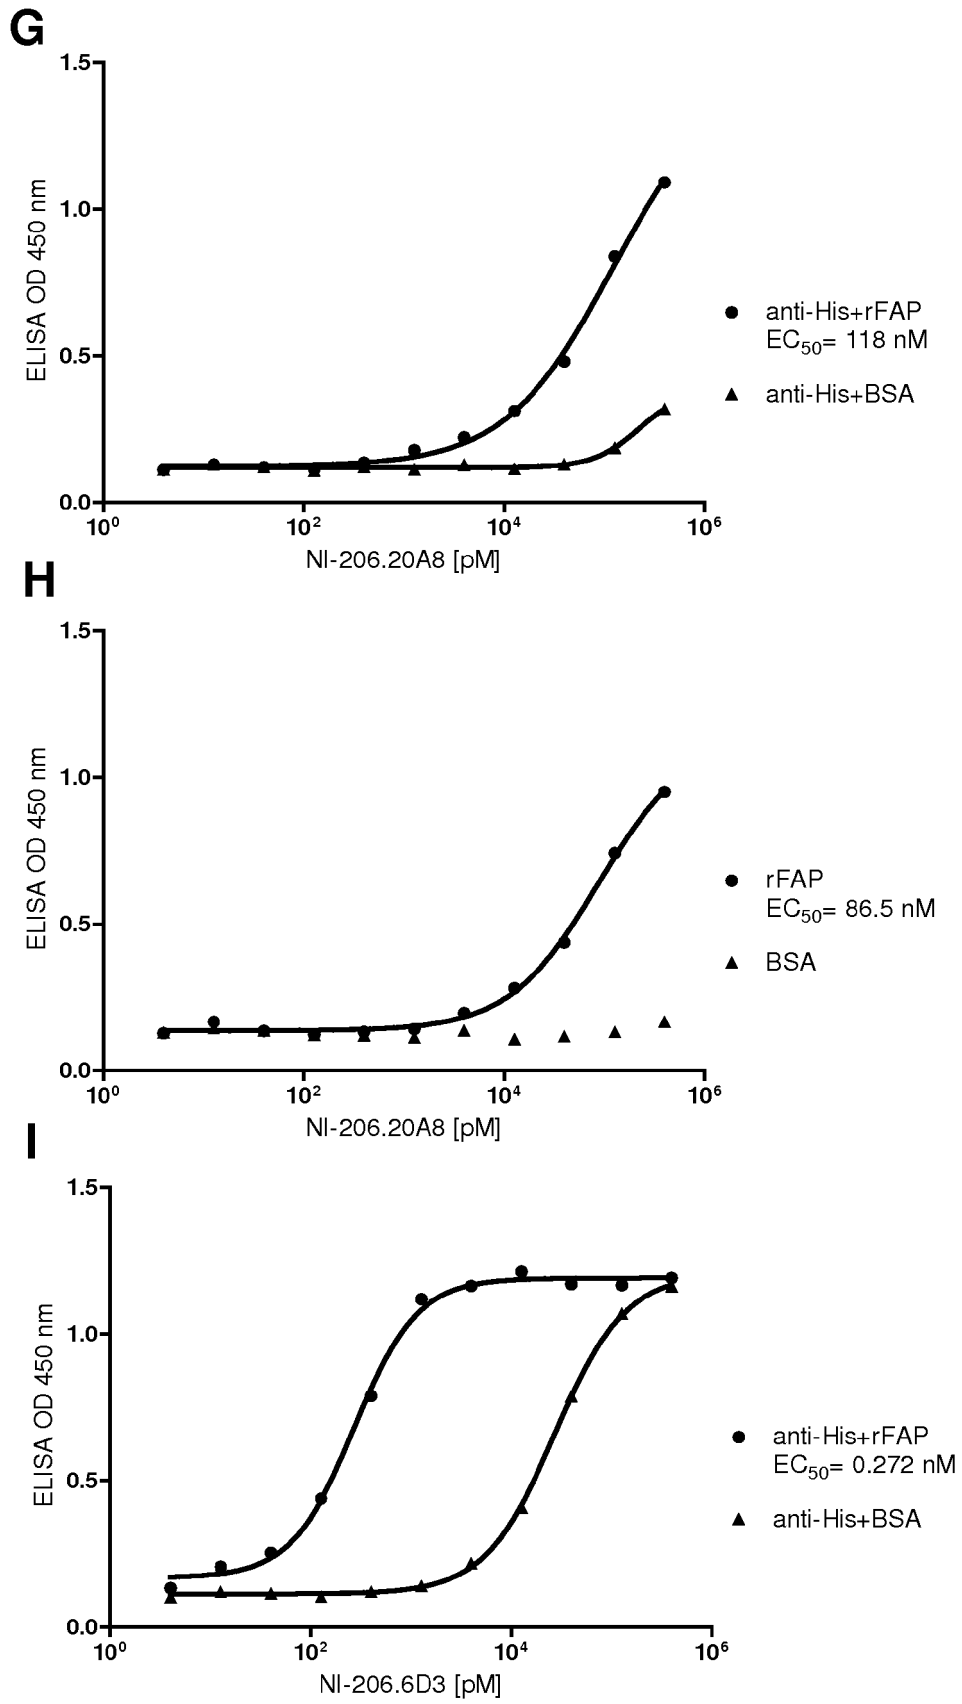 G
1.5
1.0
0.5
0.0
ELISA OD 450 nm
10⁰ 10² 10⁴ 10⁶
NI-206.20A8 [pM]
anti-His+rFAP
EC₅₀= 118 nM
anti-His+BSA
H
1.5
1.0
0.5
0.0
ELISA OD 450 nm
10⁰ 10² 10⁴ 10⁶
NI-206.20A8 [pM]
rFAP
EC₅₀= 86.5 nM
BSA
I
1.5
1.0
0.5
0.0
ELISA OD 450 nm
10⁰ 10² 10⁴ 10⁶
NI-206.6D3 [pM]
anti-His+rFAP
EC₅₀= 0.272 nM
anti-His+BSA